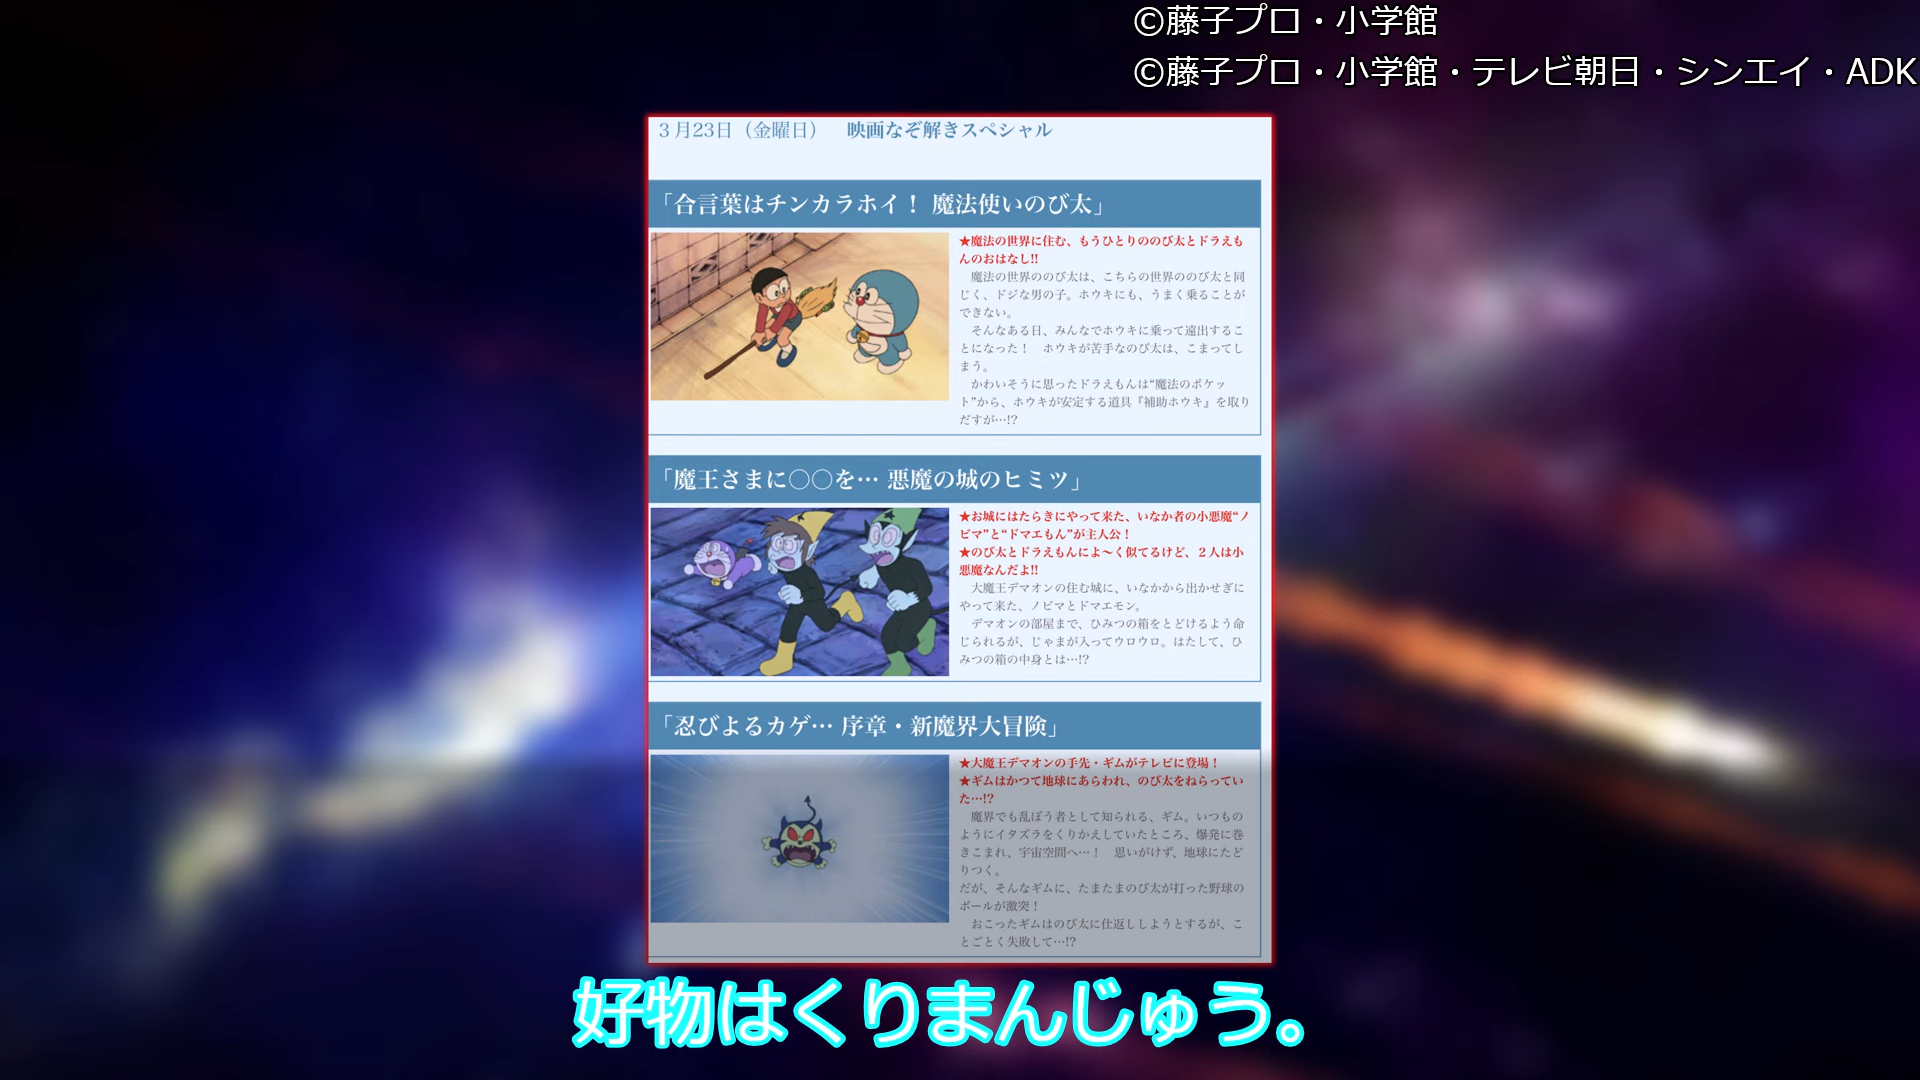 ©藤子プロ・小学館
©藤子プロ・小学館・テレビ朝日・シンエイ・ADK
3月23日（金曜日）　映画なぞ解きスペシャル
「合言葉はチンカラホイ！ 魔法使いのび太」
★魔法の世界に住む、もうひとりののび太とドラえも
んのおはなし!!
　魔法の世界ののび太は、こちらの世界ののび太と同
じく、ドジな男の子。ホウキにも、うまく乗ることが
できない。
　そんなある日、みんなでホウキに乗って遠出するこ
とになった！　ホウキが苦手なのび太は、こまってし
まう。
　かわいそうに思ったドラえもんは“魔法のポケッ
ト”から、ホウキが安定する道具『補助ホウキ』を取り
だすが…!?
「魔王さまに〇〇を… 悪魔の城のヒミツ」
★お城にはたらきにやって来た、いなか者の小悪魔“ノ
ビマ”と“ドマエもん”が主人公！
★のび太とドラえもんによ～く似てるけど、２人は小
悪魔なんだよ!!
　大魔王デマオンの住む城に、いなかから出かせぎに
やって来た、ノビマとドマエモン。
　デマオンの部屋まで、ひみつの箱をとどけるよう命
じられるが、じゃまが入ってウロウロ。はたして、ひ
みつの箱の中身とは…!?
「忍びよるカゲ… 序章・新魔界大冒険」
★大魔王デマオンの手先・ギムがテレビに登場！
★ギムはかつて地球にあらわれ、のび太をねらってい
た…!?
　魔界でも乱ぼう者として知られる、ギム。いつもの
ようにイタズラをくりかえしていたところ、爆発に巻
きこまれ、宇宙空間へ…！　思いがけず、地球にたど
りつく。
だが、そんなギムに、たまたまのび太が打った野球の
ボールが激突！
　おこったギムはのび太に仕返ししようとするが、こ
とごとく失敗して…!?
好物はくりまんじゅう。